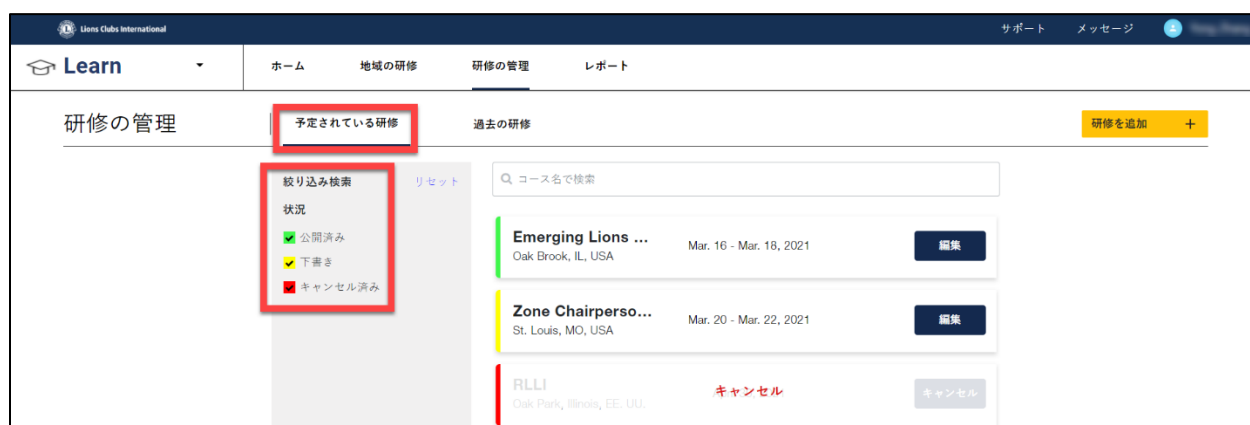 Lions Clubs International
サポート メッセージ
Learn
ホーム 地域の研修 研修の管理 レポート
研修の管理
予定されている研修 過去の研修
研修を追加 +
絞り込み検索 リセット
状況
公開済み
下書き
キャンセル済み
コース名で検索
Emerging Lions ...
Oak Brook, IL, USA
Mar. 16 - Mar. 18, 2021
編集
Zone Chairperso...
St. Louis, MO, USA
Mar. 20 - Mar. 22, 2021
編集
RLLI
Oak Park, Illinois, EE. UU.
キャンセル
キャンセル